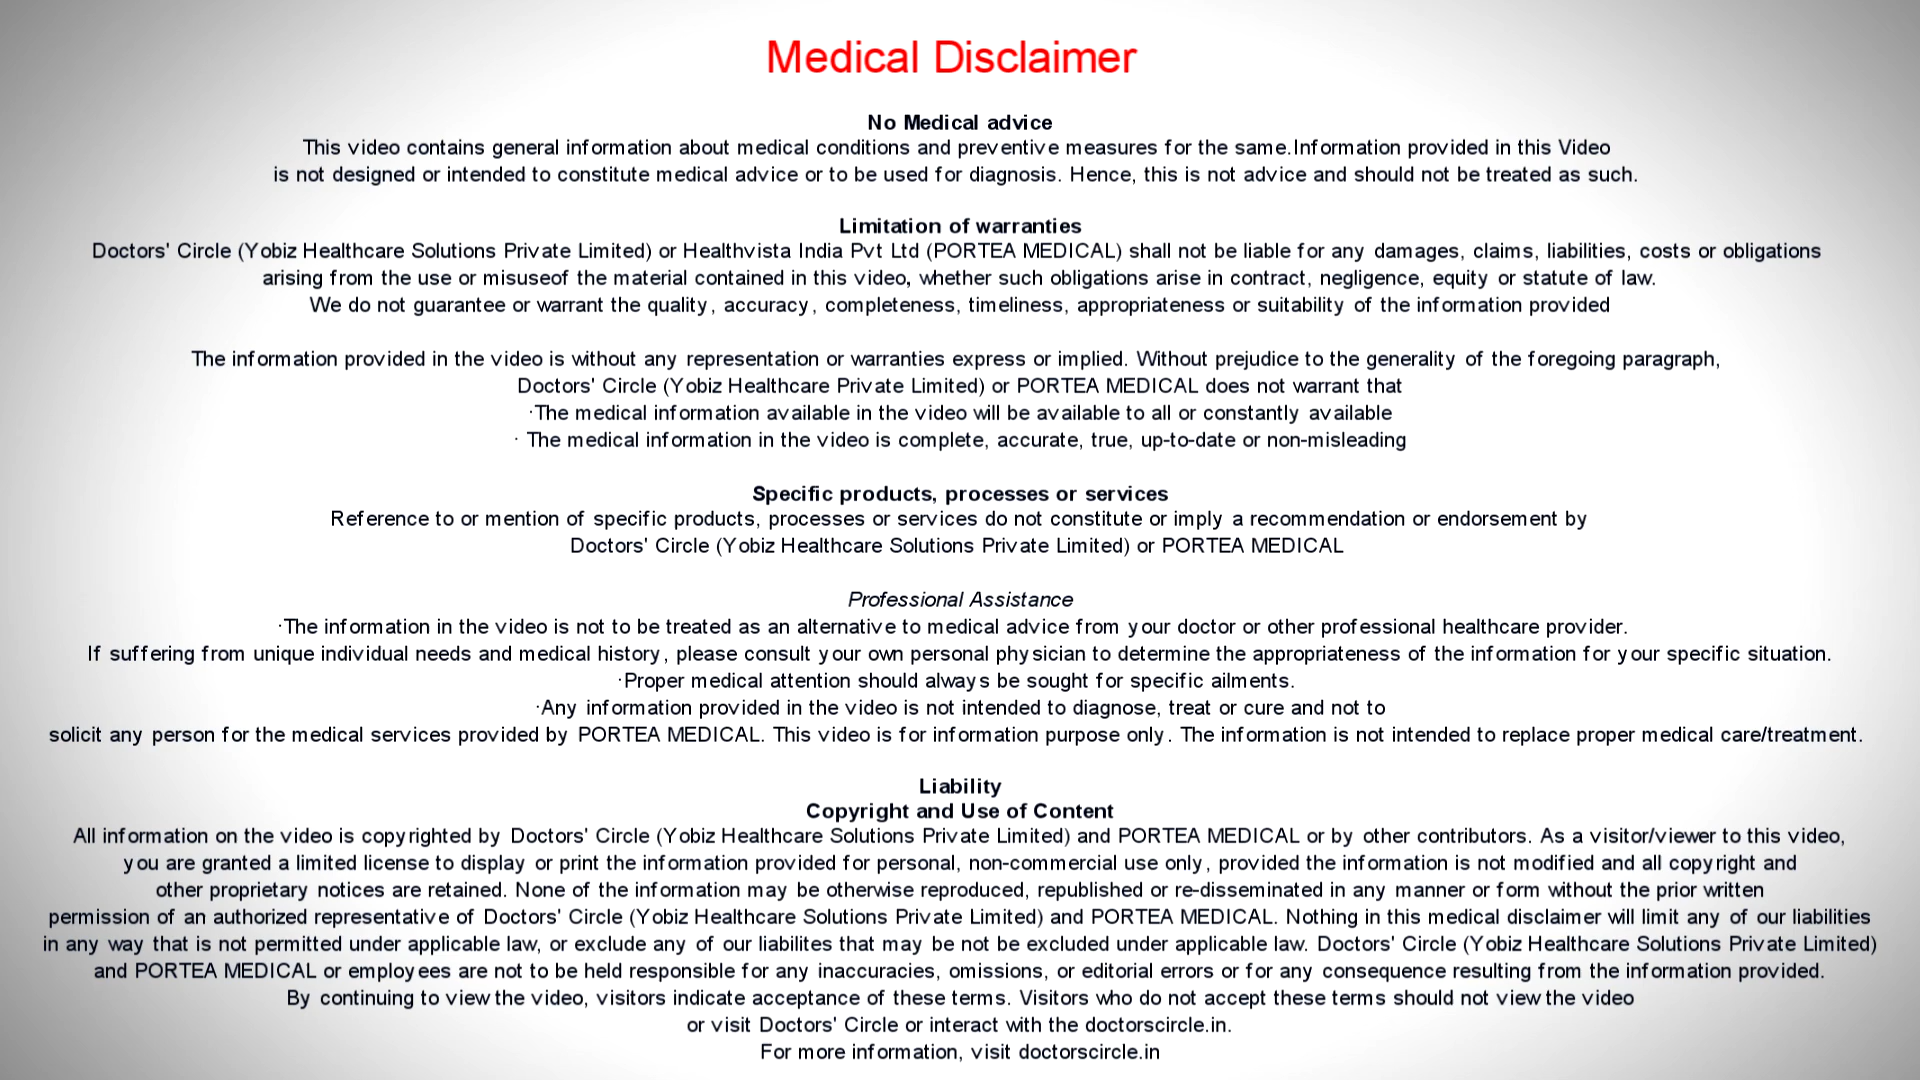 Medical Disclaimer
No Medical advice
This video contains general information about medical conditions and preventive measures for the same.Information provided in this Video
is not designed or intended to constitute medical advice or to be used for diagnosis. Hence, this is not advice and should not be treated as such.
Limitation of warranties
Doctors' Circle (Yobiz Healthcare Solutions Private Limited) or Healthvista India Pvt Ltd (PORTEA MEDICAL) shall not be liable for any damages, claims, liabilities, costs or obligations
arising from the use or misuseof the material contained in this video, whether such obligations arise in contract, negligence, equity or statute of law.
We do not guarantee or warrant the quality, accuracy, completeness, timeliness, appropriateness or suitability of the information provided
The information provided in the video is without any representation or warranties express or implied. Without prejudice to the generality of the foregoing paragraph,
Doctors' Circle (Yobiz Healthcare Private Limited) or PORTEA MEDICAL does not warrant that
·The medical information available in the video will be available to all or constantly available
· The medical information in the video is complete, accurate, true, up-to-date or non-misleading
Specific products, processes or services
Reference to or mention of specific products, processes or services do not constitute or imply a recommendation or endorsement by
Doctors' Circle (Yobiz Healthcare Solutions Private Limited) or PORTEA MEDICAL
Professional Assistance
·The information in the video is not to be treated as an alternative to medical advice from your doctor or other professional healthcare provider.
If suffering from unique individual needs and medical history, please consult your own personal physician to determine the appropriateness of the information for your specific situation.
·Proper medical attention should always be sought for specific ailments.
·Any information provided in the video is not intended to diagnose, treat or cure and not to
solicit any person for the medical services provided by PORTEA MEDICAL. This video is for information purpose only. The information is not intended to replace proper medical care/treatment.
Liability
Copyright and Use of Content
All information on the video is copyrighted by Doctors' Circle (Yobiz Healthcare Solutions Private Limited) and PORTEA MEDICAL or by other contributors. As a visitor/viewer to this video,
you are granted a limited license to display or print the information provided for personal, non-commercial use only, provided the information is not modified and all copyright and
other proprietary notices are retained. None of the information may be otherwise reproduced, republished or re-disseminated in any manner or form without the prior written
permission of an authorized representative of Doctors' Circle (Yobiz Healthcare Solutions Private Limited) and PORTEA MEDICAL. Nothing in this medical disclaimer will limit any of our liabilities
in any way that is not permitted under applicable law, or exclude any of our liabilites that may be not be excluded under applicable law. Doctors' Circle (Yobiz Healthcare Solutions Private Limited)
and PORTEA MEDICAL or employees are not to be held responsible for any inaccuracies, omissions, or editorial errors or for any consequence resulting from the information provided.
By continuing to view the video, visitors indicate acceptance of these terms. Visitors who do not accept these terms should not view the video
or visit Doctors' Circle or interact with the doctorscircle.in.
For more information, visit doctorscircle.in